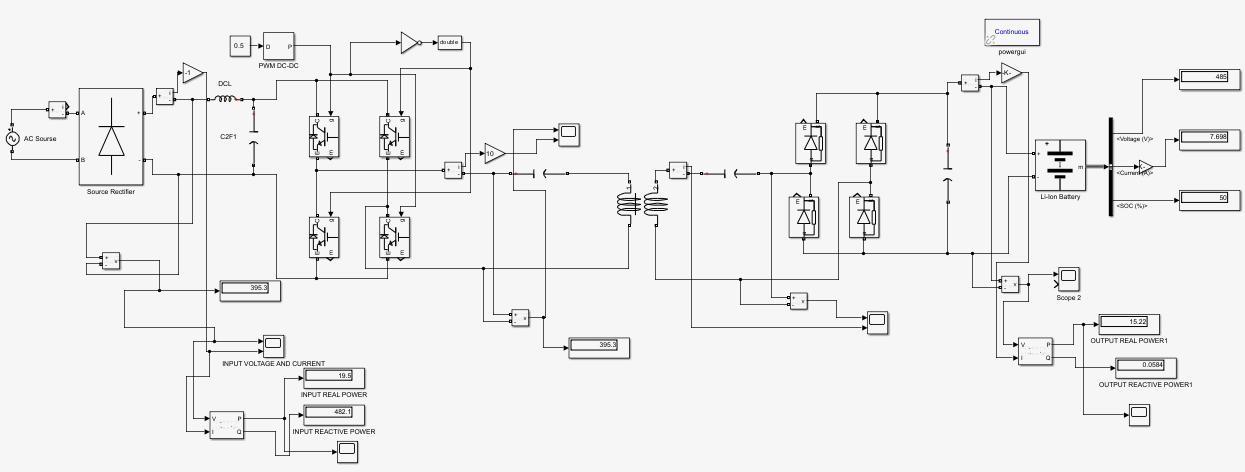 Continuous
powergui
0.5
D
P
PWM DC-DC
double
-1
DCL
-K-
485
AC Sourse
A
B
+
-
C2F1
10
<Voltage (V)>
7.698
<Current (A)>
m
Source Rectifier
Li-Ion Battery
<SOC (%)>
50
395.3
Scope 2
395.3
15.22
OUTPUT REAL POWER1
INPUT VOLTAGE AND CURRENT
19.5
INPUT REAL POWER
0.0584
OUTPUT REACTIVE POWER1
482.1
INPUT REACTIVE POWER
V
I
P
Q
V
I
P
Q